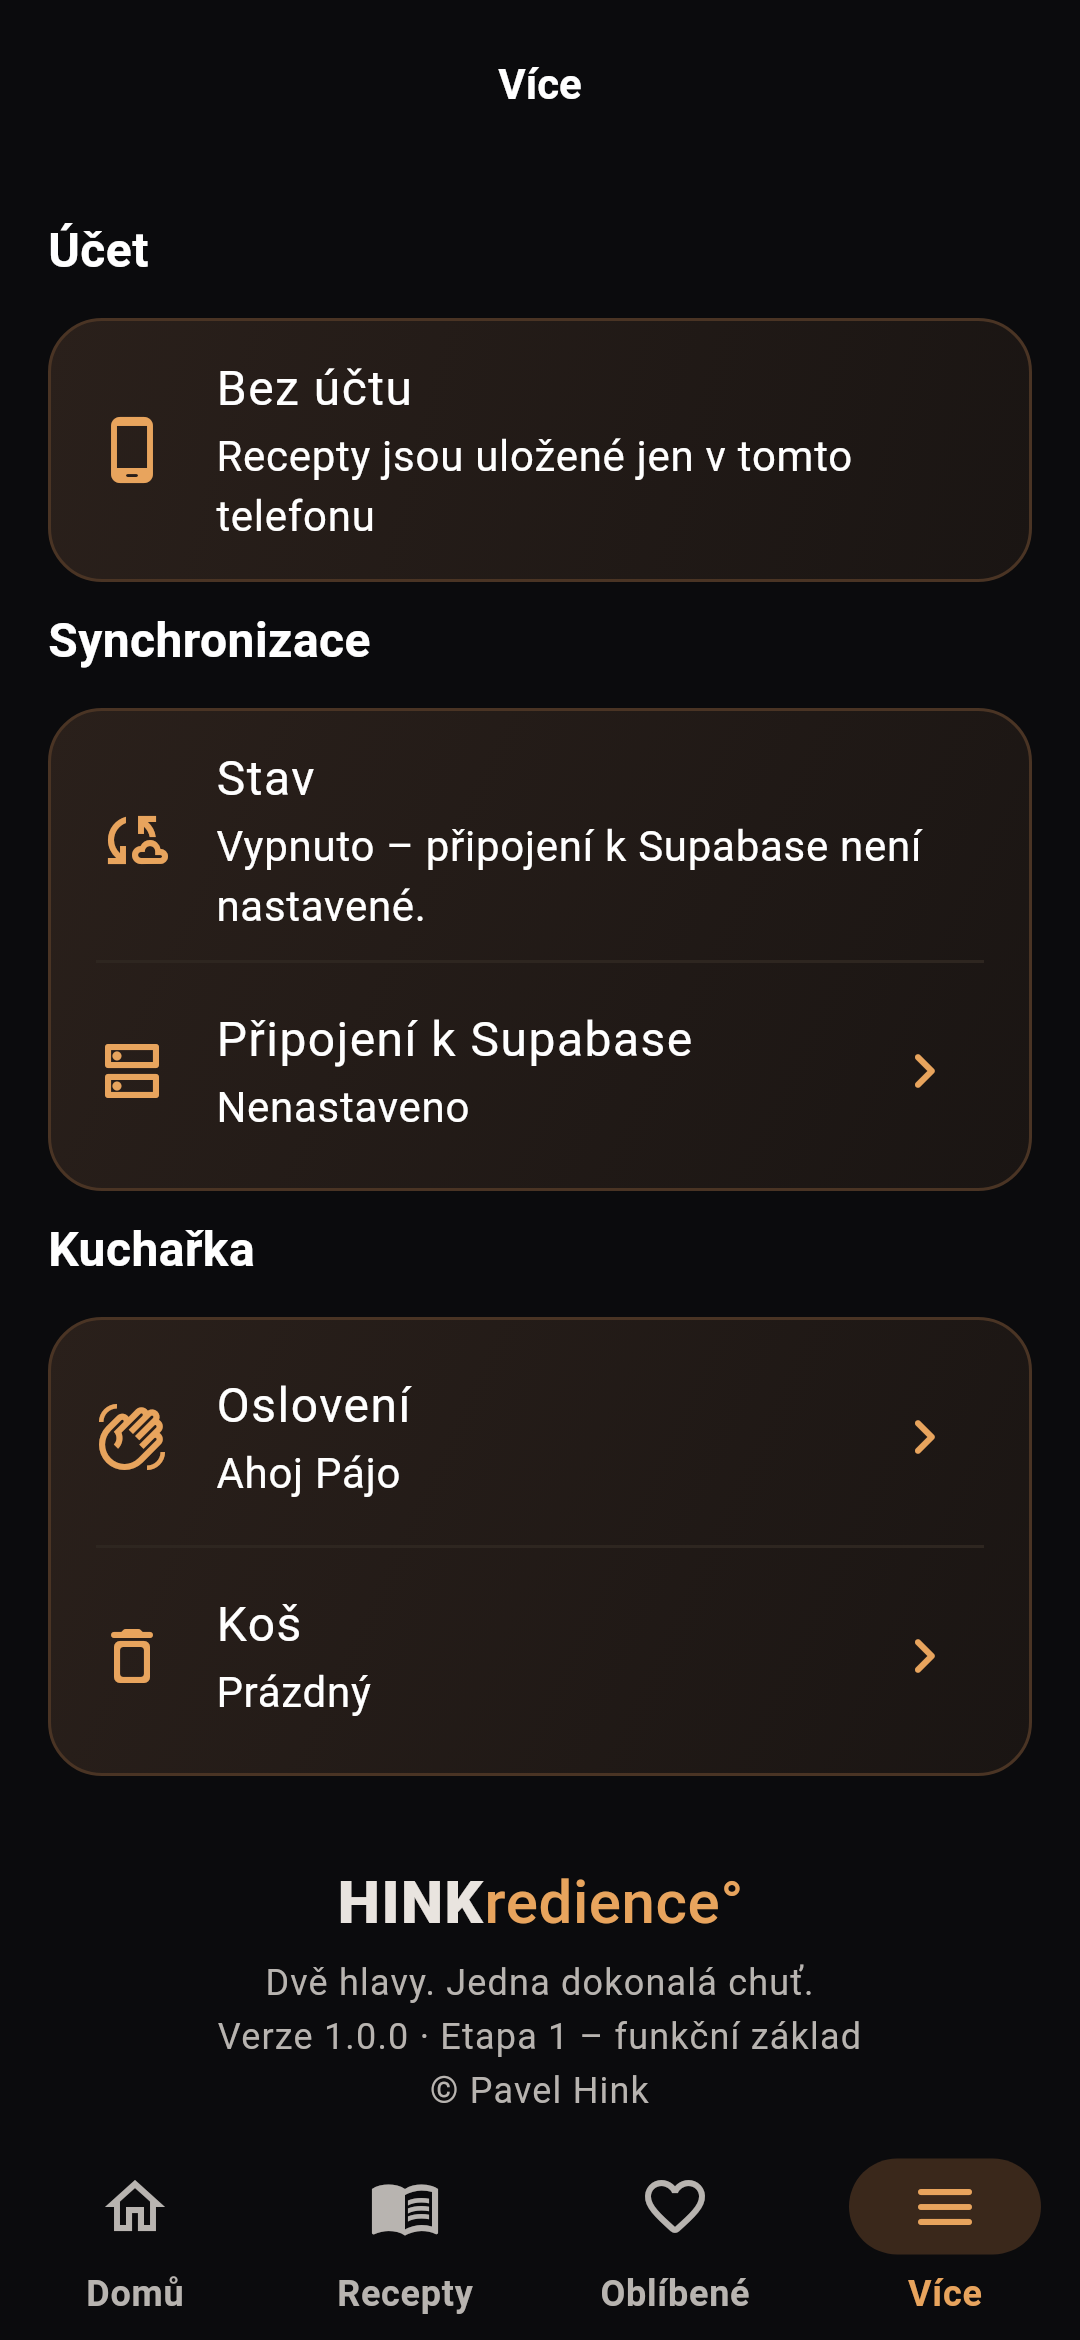 Více
Účet
Bez účtu
Recepty jsou uložené jen v tomto
telefonu
Synchronizace
Stav
Vypnuto – připojení k Supabase není
nastavené.
Připojení k Supabase
Nenastaveno
Kuchařka
Oslovení
Ahoj Pájo
Koš
Prázdný
HINKredience°
Dvě hlavy. Jedna dokonalá chuť.
Verze 1.0.0 · Etapa 1 – funkční základ
© Pavel Hink
Domů Recepty Oblíbené Více